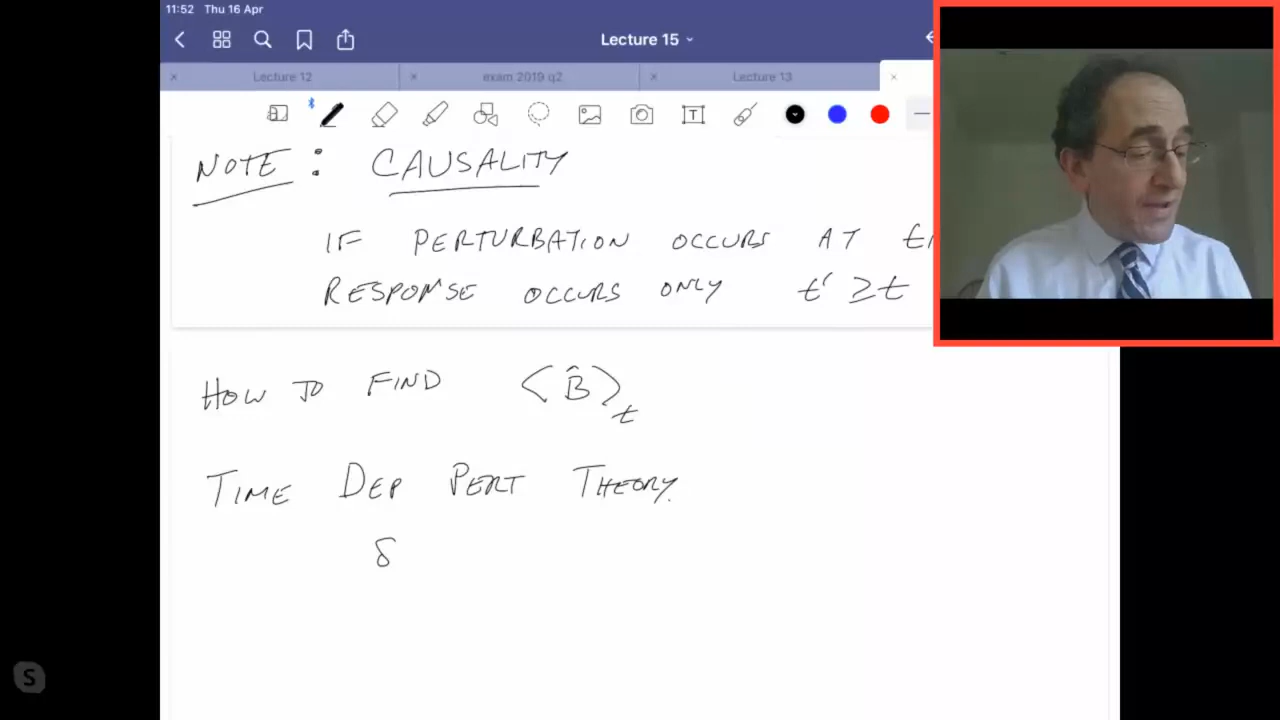 11:52 Thu 16 Apr
Lecture 15
Lecture 12
exam 2019 q2
Lecture 13
T
NOTE : CAUSALITY
IF PERTURBATION OCCURS AT
RESPONSE OCCURS ONLY t' ≥ t
HOW TO FIND ⟨B̂⟩t
TIME DEP PERT THEORY.
δ
S